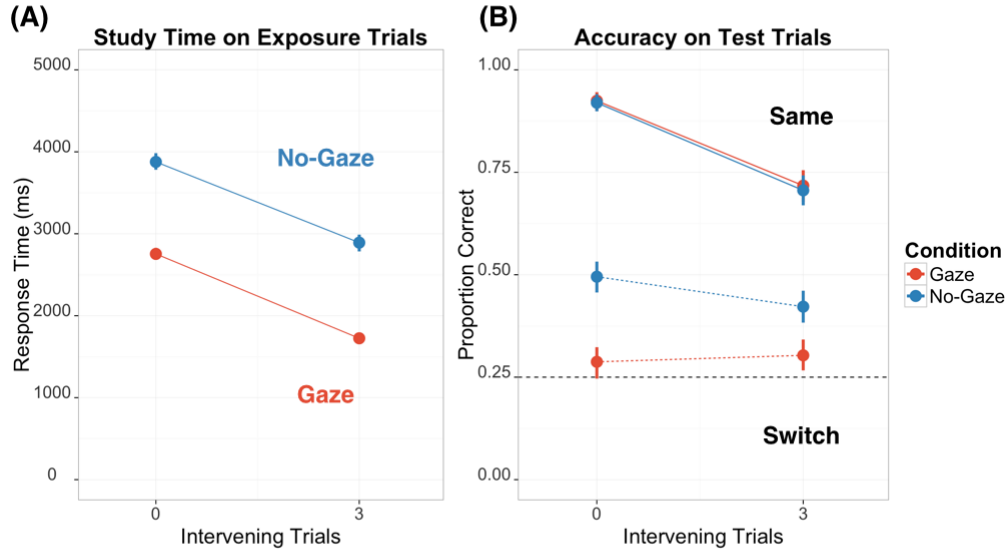 (A)
Study Time on Exposure Trials
5000
4000
3000
2000
1000
0
Response Time (ms)
No-Gaze
Gaze
0 3
Intervening Trials
(B)
Accuracy on Test Trials
1.00
0.75
0.50
0.25
0.00
Proportion Correct
Same
Switch
0 3
Intervening Trials
Condition
Gaze
No-Gaze